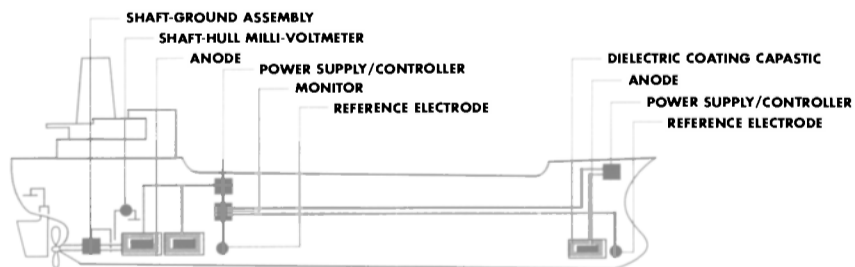 SHAFT-GROUND ASSEMBLY
SHAFT-HULL MILLI-VOLTMETER
ANODE
POWER SUPPLY/CONTROLLER
MONITOR
REFERENCE ELECTRODE
DIELECTRIC COATING CAPASTIC
ANODE
POWER SUPPLY/CONTROLLER
REFERENCE ELECTRODE